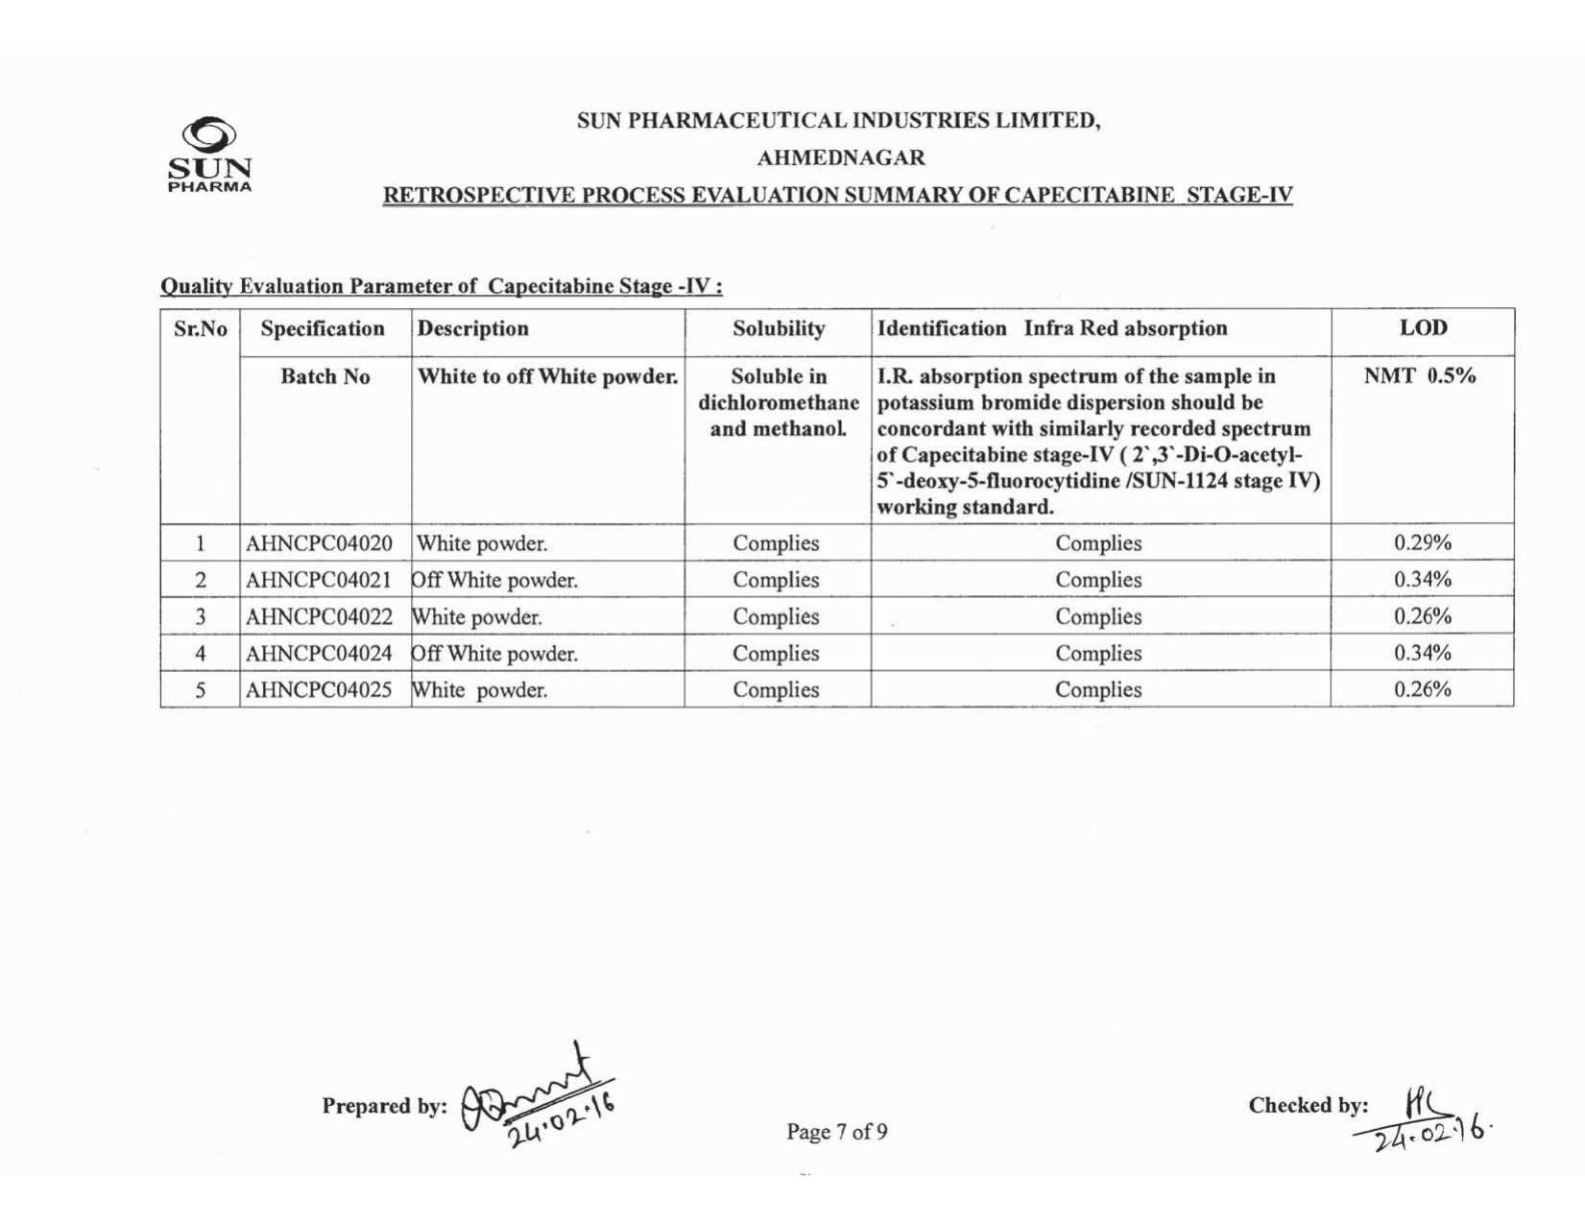 SUN
PHARMA
SUN PHARMACEUTICAL INDUSTRIES LIMITED,
AHMEDNAGAR
RETROSPECTIVE PROCESS EVALUATION SUMMARY OF CAPECITABINE STAGE-IV
Quality Evaluation Parameter of Capecitabine Stage -IV :
Sr.No Specification Description Solubility Identification Infra Red absorption LOD
Batch No White to off White powder. Soluble in I.R. absorption spectrum of the sample in NMT 0.5%
dichloromethane potassium bromide dispersion should be
and methanol. concordant with similarly recorded spectrum
of Capecitabine stage-IV ( 2`,3`-Di-O-acetyl-
5`-deoxy-5-fluorocytidine /SUN-1124 stage IV)
working standard.
1 AHNCPC04020 White powder. Complies Complies 0.29%
2 AHNCPC04021 Off White powder. Complies Complies 0.34%
3 AHNCPC04022 White powder. Complies Complies 0.26%
4 AHNCPC04024 Off White powder. Complies Complies 0.34%
5 AHNCPC04025 White powder. Complies Complies 0.26%
Prepared by:
24.02.16
Page 7 of 9
Checked by:
24.02.16.